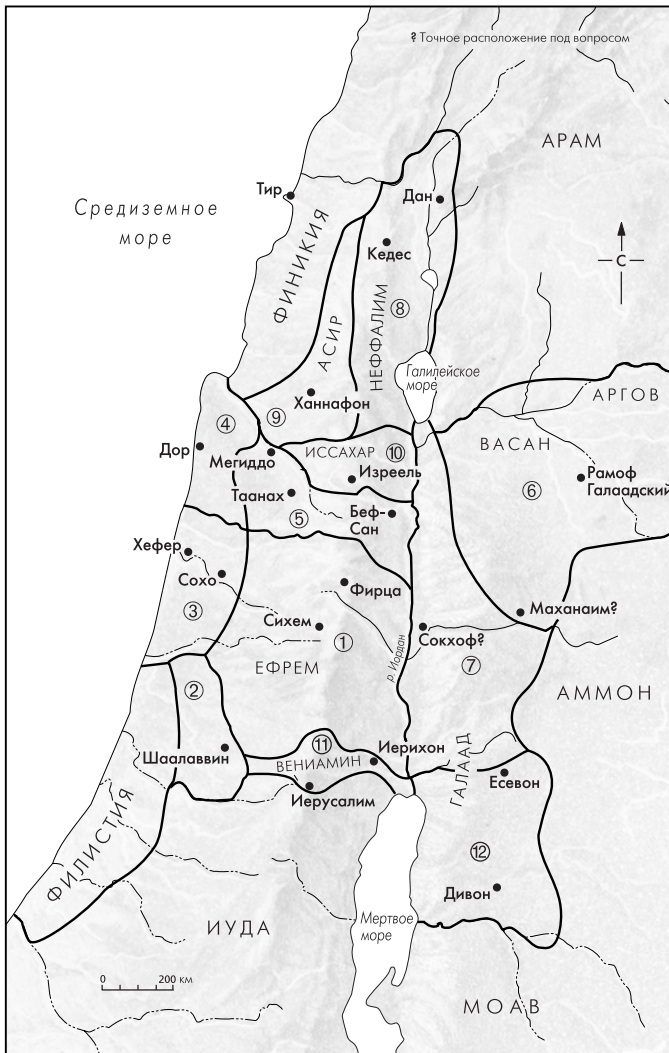 ? Точное расположение под вопросом
АРАМ
Тир
Дан
Средиземное
море
С
Кедес
ФИНИКИЯ
АСИР
НЕФФАЛИМ
⑧
Галилейское
море
④
⑨
Ханнафон
АРГОВ
ВАСАН
Дор
Мегиддо
ИССАХАР
⑩
Изреель
⑥
Рамоф
Галаадский
Таанах
⑤
Беф-
Сан
Хефер
Сохо
Фирца
③
Сихем
①
Маханаим?
Сокхоф?
р. Иордан
⑦
ЕФРЕМ
②
АММОН
Шаалаввин
⑪
ВЕНИАМИН
Иерихон
ГАЛААД
Есевон
Иерусалим
ФИЛИСТИЯ
⑫
Дивон
ИУДА
Мертвое
море
0 200 км
МОАВ